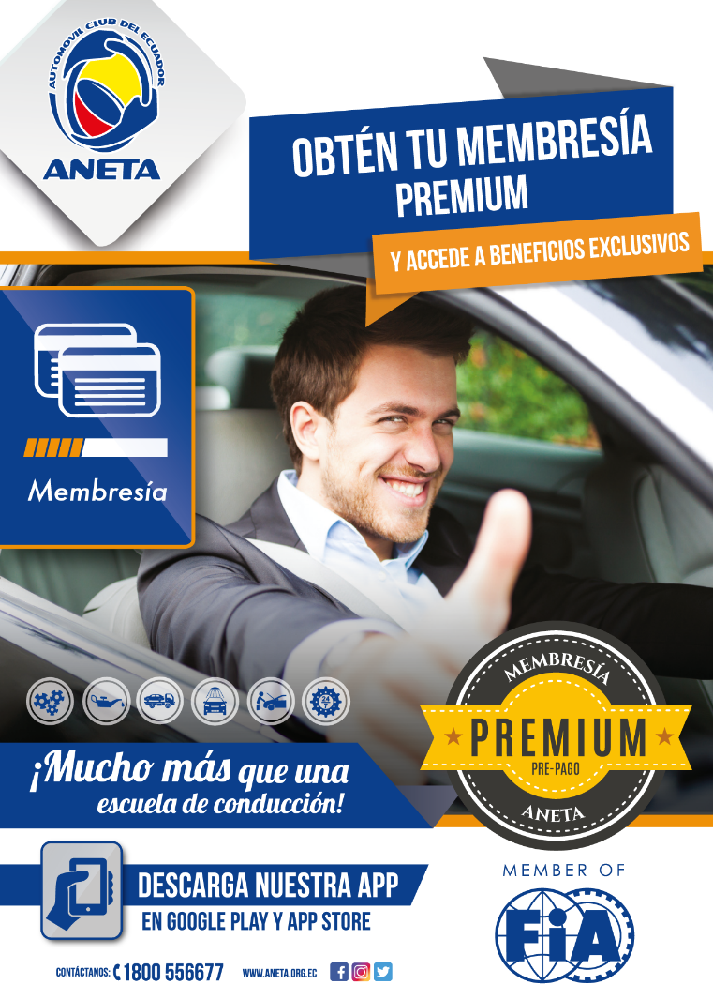 AUTOMOVIL CLUB DEL ECUADOR
ANETA
OBTÉN TU MEMBRESÍA
PREMIUM
Y ACCEDE A BENEFICIOS EXCLUSIVOS
Membresía
24
7
MEMBRESÍA
PREMIUM
PRE-PAGO
ANETA
¡Mucho más que una
escuela de conducción!
MEMBER OF
FiA
DESCARGA NUESTRA APP
EN GOOGLE PLAY Y APP STORE
CONTÁCTANOS: 1800 556677 WWW.ANETA.ORG.EC